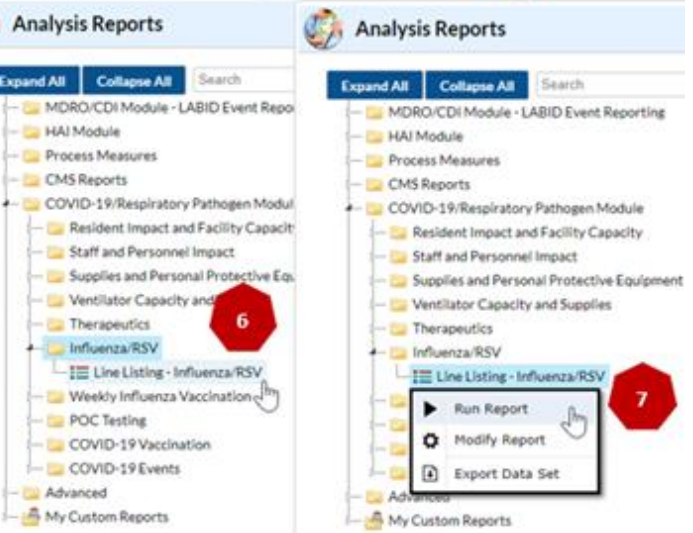 Analysis Reports
Expand All Collapse All Search
MDRO/CDI Module - LABID Event Repo
HAI Module
Process Measures
CMS Reports
COVID-19/Respiratory Pathogen Modul
Resident Impact and Facility Capacit
Staff and Personnel Impact
Supplies and Personal Protective Equ
Ventilator Capacity and
6
Therapeutics
Influenza/RSV
Line Listing - Influenza/RSV
Weekly Influenza Vaccination
POC Testing
COVID-19 Vaccination
COVID-19 Events
Advanced
My Custom Reports
Analysis Reports
Expand All Collapse All Search
MDRO/CDI Module - LABID Event Reporting
HAI Module
Process Measures
CMS Reports
COVID-19/Respiratory Pathogen Module
Resident Impact and Facility Capacity
Staff and Personnel Impact
Supplies and Personal Protective Equipment
Ventilator Capacity and Supplies
Therapeutics
Influenza/RSV
Line Listing - Influenza/RSV
7
Run Report
Modify Report
Export Data Set
Advanced
My Custom Reports